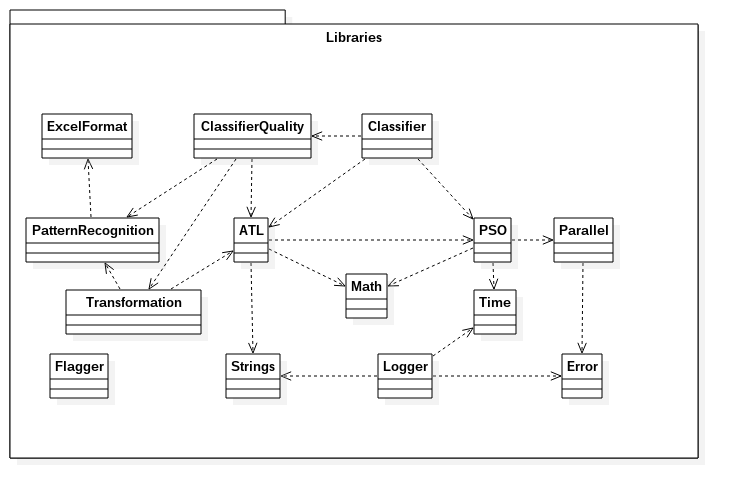 Libraries
ExcelFormat
ClassifierQuality
Classifier
PatternRecognition
ATL
PSO
Parallel
Math
Transformation
Time
Flagger
Strings
Logger
Error